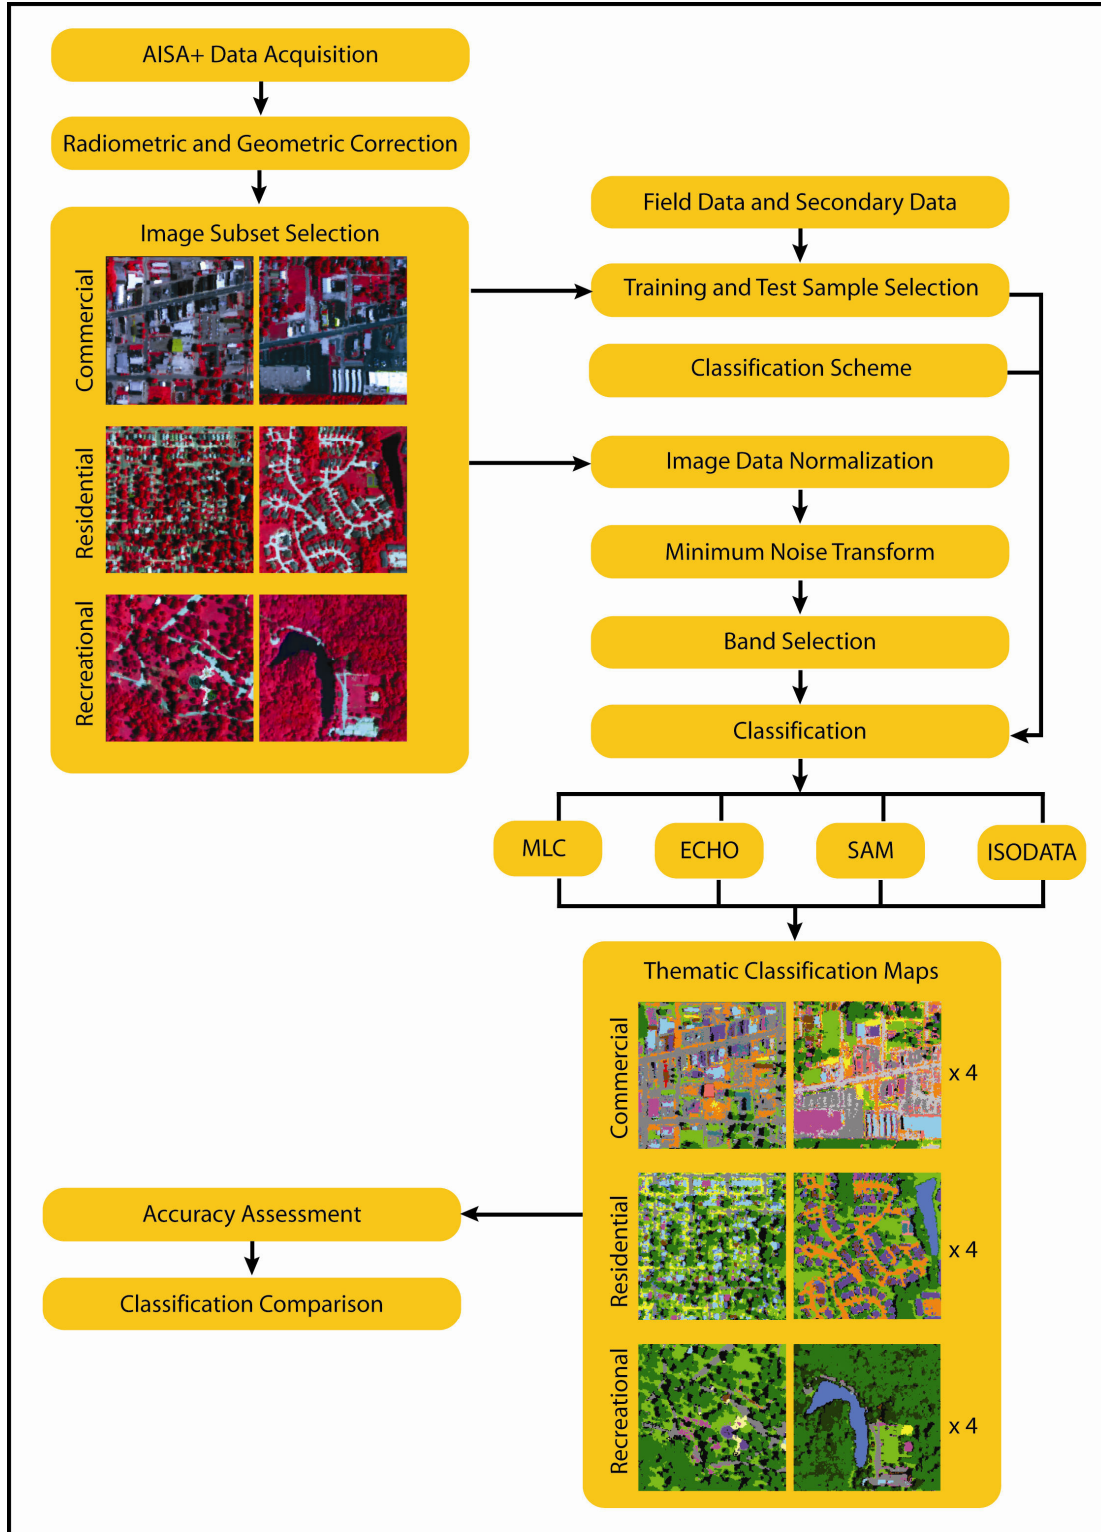 AISA+ Data Acquisition
Radiometric and Geometric Correction
Image Subset Selection
Commercial
Residential
Recreational
Field Data and Secondary Data
Training and Test Sample Selection
Classification Scheme
Image Data Normalization
Minimum Noise Transform
Band Selection
Classification
MLC
ECHO
SAM
ISODATA
Thematic Classification Maps
Commercial
x 4
Residential
x 4
Recreational
x 4
Accuracy Assessment
Classification Comparison